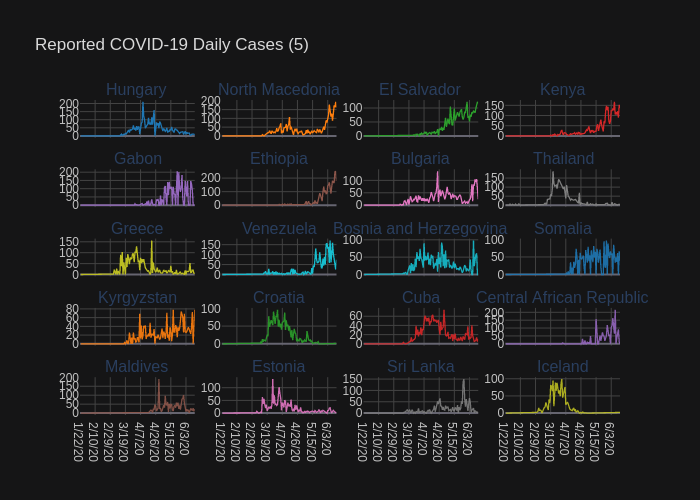 Reported COVID-19 Daily Cases (5)
Hungary North Macedonia El Salvador Kenya
200 150 100 50 0 200 150 100 50 0 100 50 0 150 100 50 0
Gabon Ethiopia Bulgaria Thailand
200 150 100 50 0 200 100 0 100 50 0 150 100 50 0
Greece Venezuela Bosnia and Herzegovina Somalia
150 100 50 0 150 100 50 0 100 50 0 100 50 0
Kyrgyzstan Croatia Cuba Central African Republic
80 60 40 20 0 100 50 0 60 40 20 0 200 150 100 50 0
Maldives Estonia Sri Lanka Iceland
200 150 100 50 0 100 50 0 150 100 50 0 100 50 0
1/22/20 2/10/20 2/29/20 3/19/20 4/7/20 4/26/20 5/15/20 6/3/20 1/22/20 2/10/20 2/29/20 3/19/20 4/7/20 4/26/20 5/15/20 6/3/20 1/22/20 2/10/20 2/29/20 3/19/20 4/7/20 4/26/20 5/15/20 6/3/20 1/22/20 2/10/20 2/29/20 3/19/20 4/7/20 4/26/20 5/15/20 6/3/20